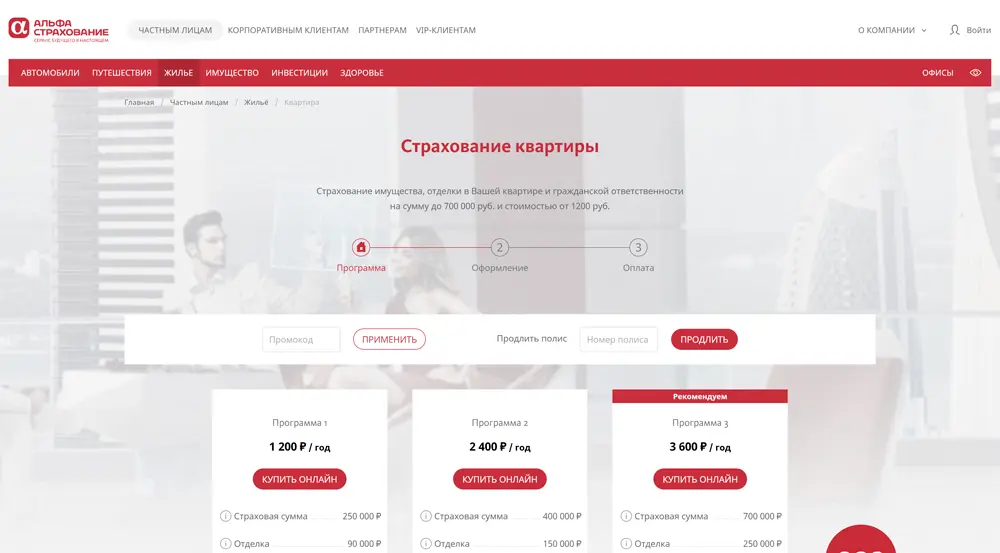 АЛЬФА
СТРАХОВАНИЕ
СЕРВИС БУДУЩЕГО В НАСТОЯЩЕМ
ЧАСТНЫМ ЛИЦАМ КОРПОРАТИВНЫМ КЛИЕНТАМ ПАРТНЕРАМ VIP-КЛИЕНТАМ О КОМПАНИИ Войти
АВТОМОБИЛИ ПУТЕШЕСТВИЯ ЖИЛЬЕ ИМУЩЕСТВО ИНВЕСТИЦИИ ЗДОРОВЬЕ ОФИСЫ
Главная / Частным лицам / Жильё / Квартира
Страхование квартиры
Страхование имущества, отделки в Вашей квартире и гражданской ответственности
на сумму до 700 000 руб. и стоимостью от 1200 руб.
2 3
Программа Оформление Оплата
Промокод ПРИМЕНИТЬ Продлить полис Номер полиса ПРОДЛИТЬ
Рекомендуем
Программа 1 Программа 2 Программа 3
1 200 ₽ / год 2 400 ₽ / год 3 600 ₽ / год
КУПИТЬ ОНЛАЙН КУПИТЬ ОНЛАЙН КУПИТЬ ОНЛАЙН
Страховая сумма 250 000 ₽ Страховая сумма 400 000 ₽ Страховая сумма 700 000 ₽
Отделка 90 000 ₽ Отделка 150 000 ₽ Отделка 250 000 ₽